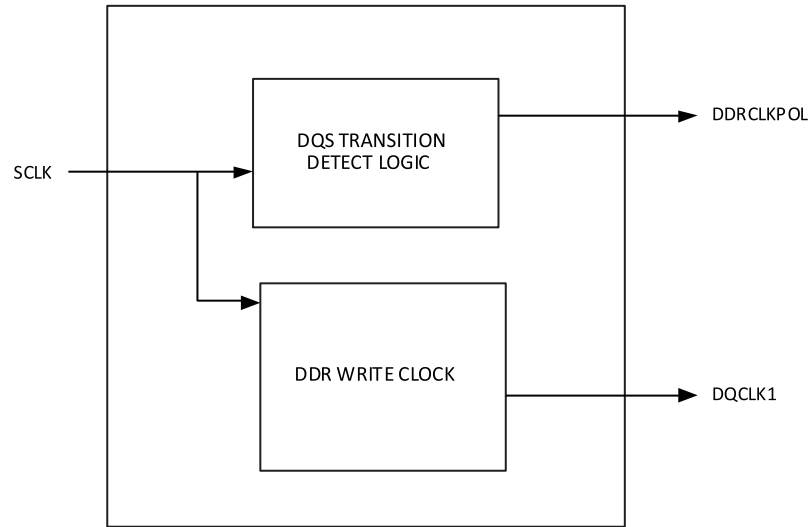 DQS TRANSITION
DETECT LOGIC
DDRCLKPOL
SCLK
DDR WRITE CLOCK
DQCLK1